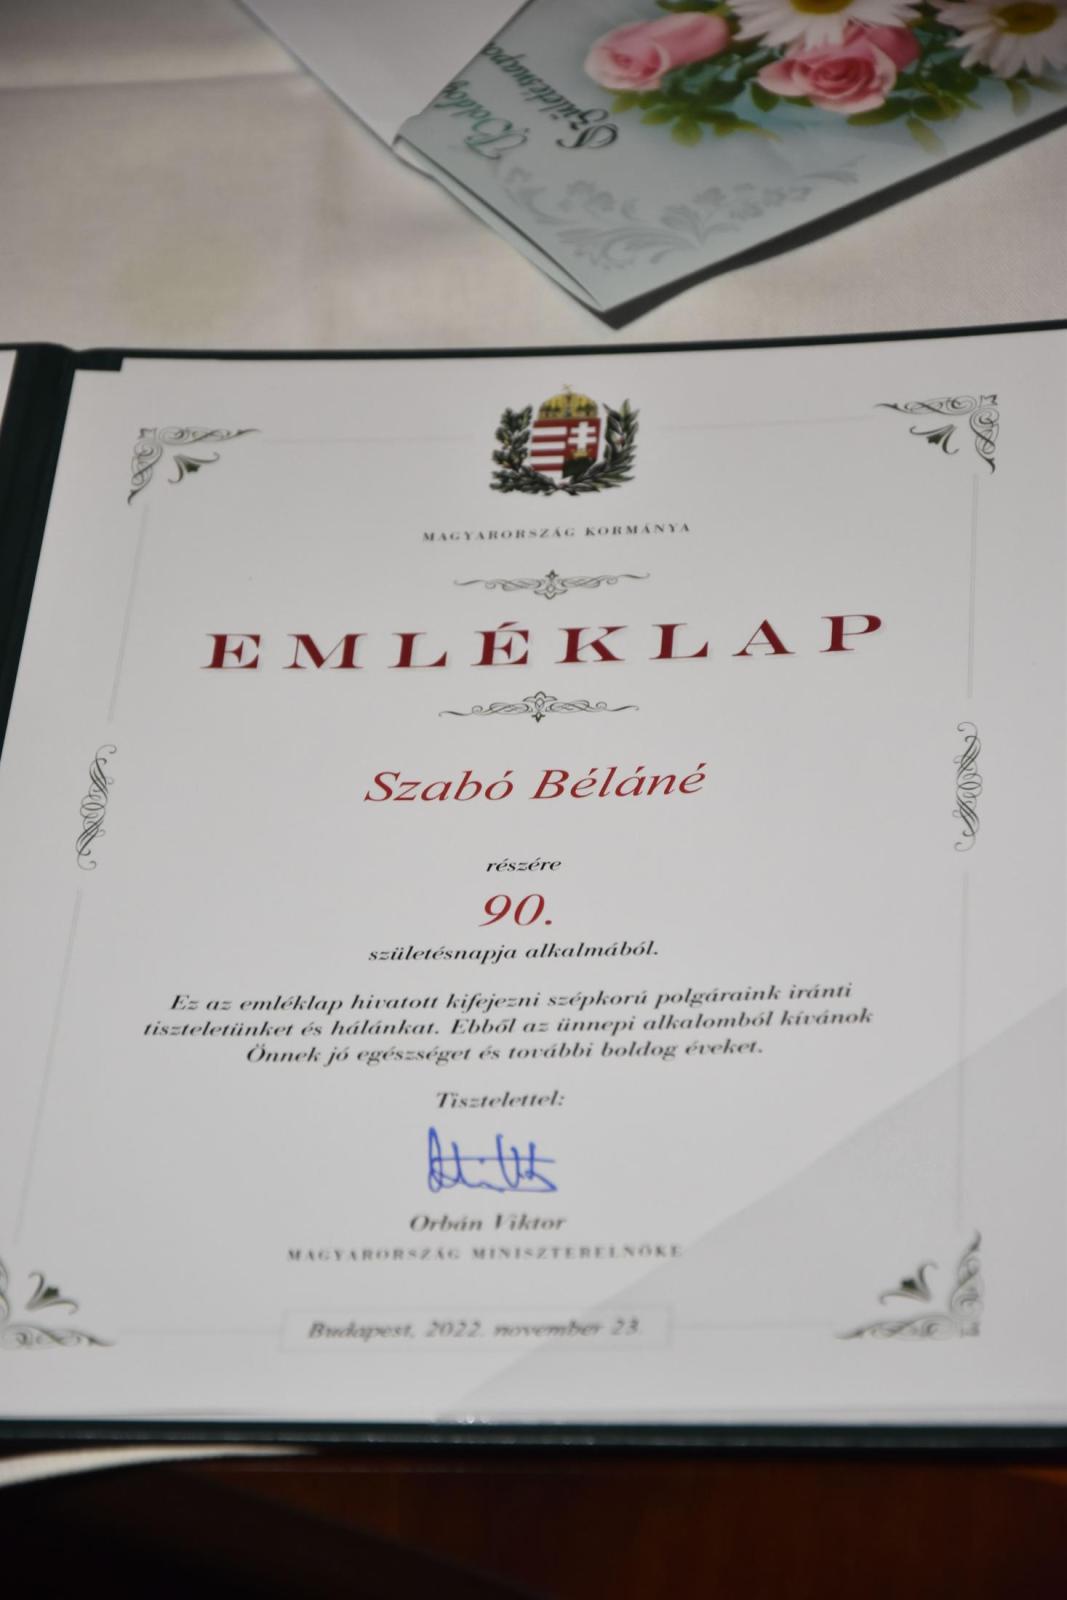 Boldog
Születésnapot
MAGYARORSZÁG KORMÁNYA
EMLÉKLAP
Szabó Béláné
részére
90.
születésnapja alkalmából.
Ez az emléklap hivatott kifejezni szépkorú polgáraink iránti
tiszteletünket és hálánkat. Ebből az ünnepi alkalomból kívánok
Önnek jó egészséget és további boldog éveket.
Tisztelettel:
Orbán Viktor
MAGYARORSZÁG MINISZTERELNÖKE
Budapest, 2022. november 23.